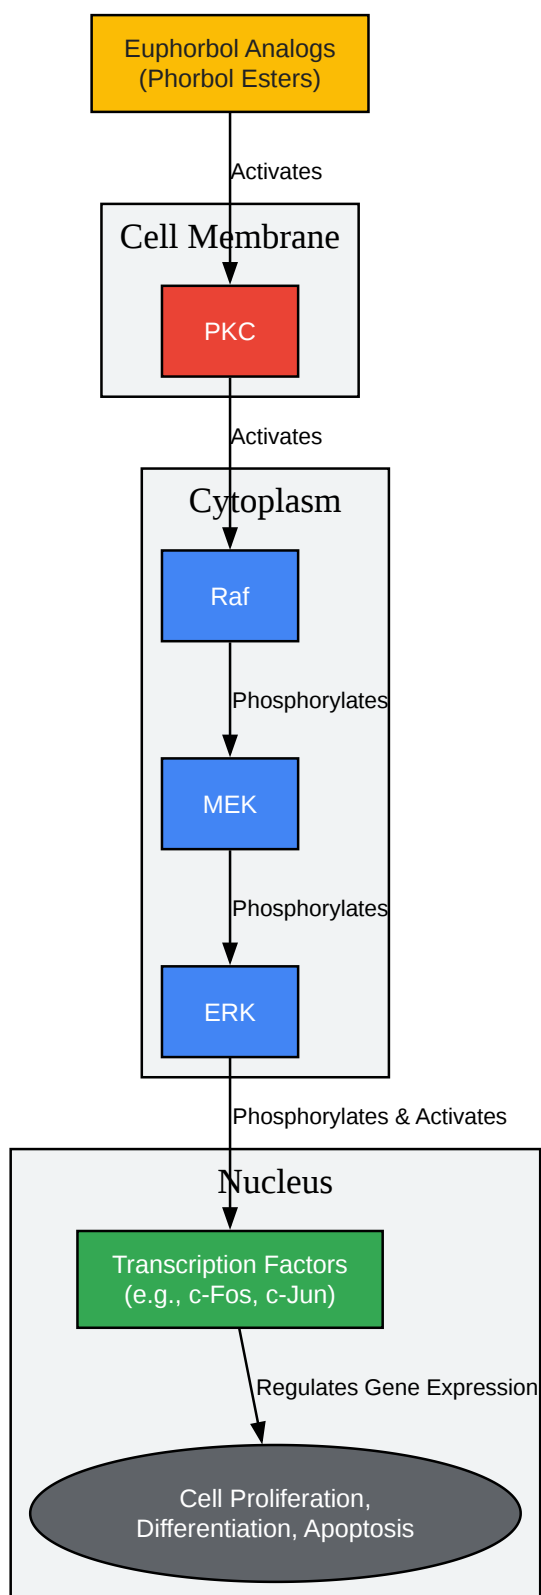 Euphorbol Analogs
(Phorbol Esters)
Activates
Cell Membrane
PKC
Activates
Cytoplasm
Raf
Phosphorylates
MEK
Phosphorylates
ERK
Phosphorylates & Activates
Nucleus
Transcription Factors
(e.g., c-Fos, c-Jun)
Regulates Gene Expression
Cell Proliferation,
Differentiation, Apoptosis